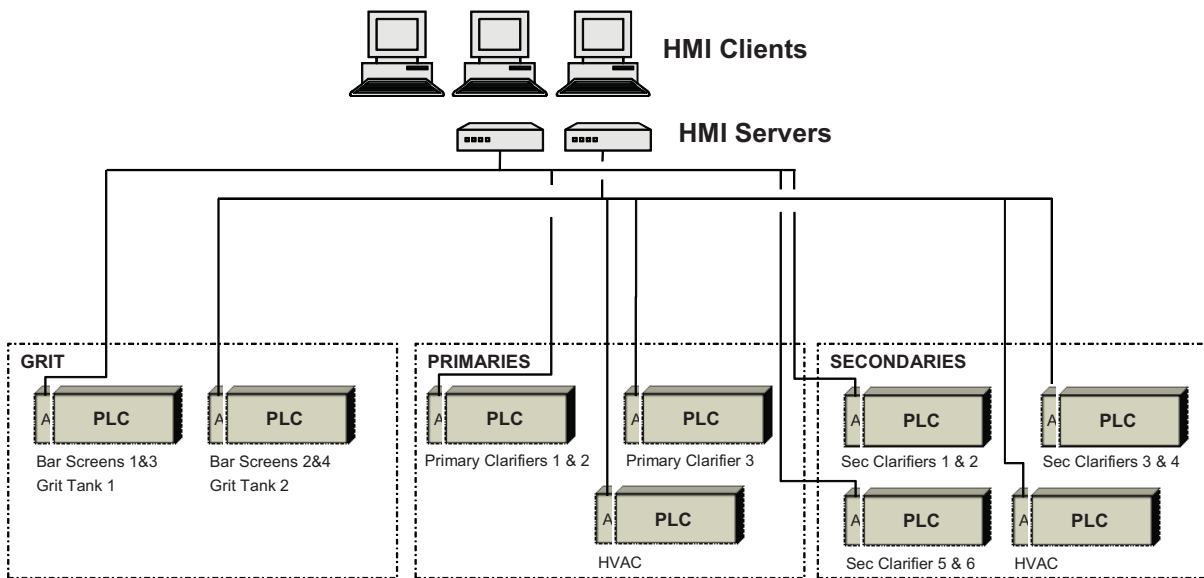 HMI Clients
HMI Servers
GRIT
A PLC
Bar Screens 1&3
Grit Tank 1
A PLC
Bar Screens 2&4
Grit Tank 2
PRIMARIES
A PLC
Primary Clarifiers 1 & 2
A PLC
Primary Clarifier 3
A PLC
HVAC
SECONDARIES
A PLC
Sec Clarifiers 1 & 2
A PLC
Sec Clarifiers 3 & 4
A PLC
Sec Clarifier 5 & 6
A PLC
HVAC